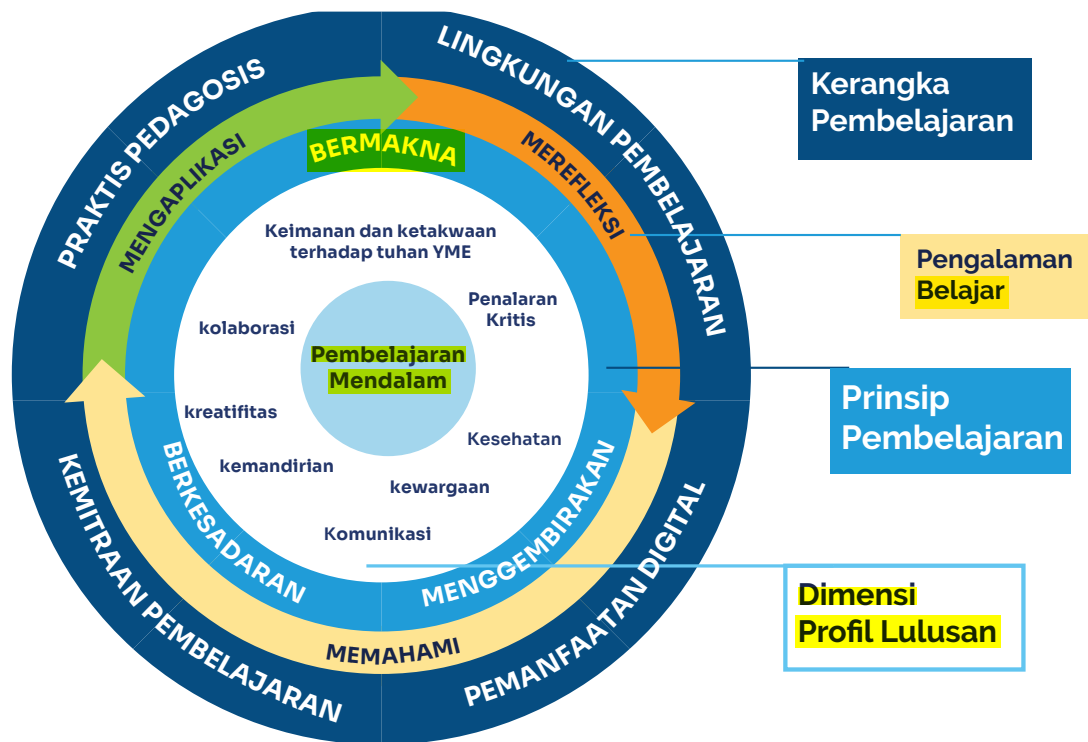 PRAKTIS PEDAGOSIS
LINGKUNGAN PEMBELAJARAN
PEMANFAATAN DIGITAL
KEMITRAAN PEMBELAJARAN
MENGAPLIKASI
MEREFLEKSI
MEMAHAMI
BERMAKNA
MENGGEMBIRAKAN
BERKESADARAN
Keimanan dan ketakwaan
terhadap tuhan YME
Penalaran
Kritis
kolaborasi
Pembelajaran
Mendalam
kreatifitas
Kesehatan
kemandirian
kewargaan
Komunikasi
Kerangka
Pembelajaran
Pengalaman
Belajar
Prinsip
Pembelajaran
Dimensi
Profil Lulusan